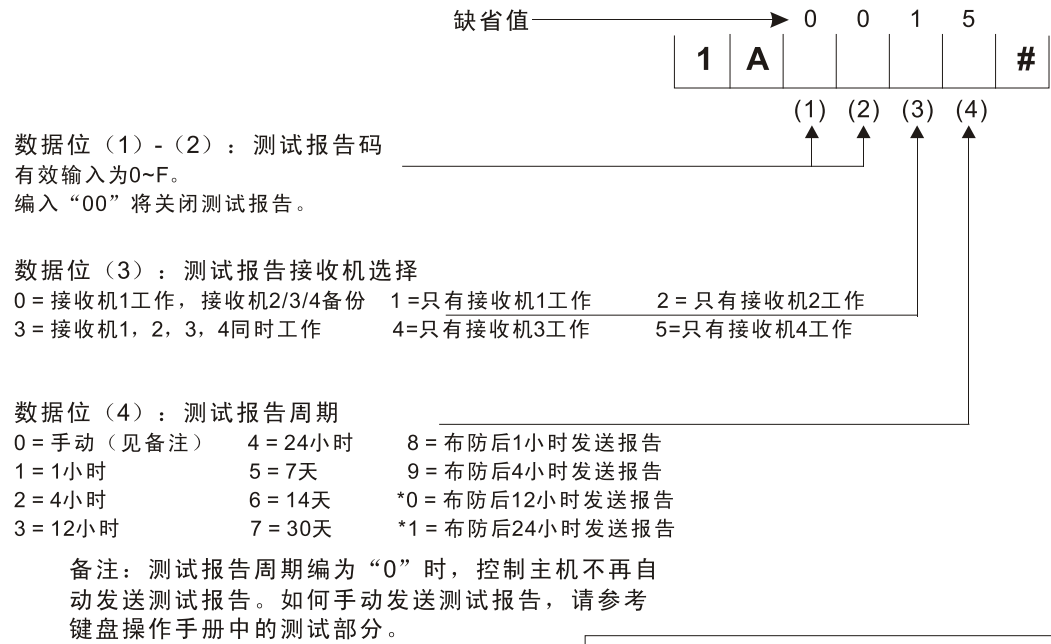 缺省值 0 0 1 5
1 A #
(1) (2) (3) (4)
数据位（1）-（2）：测试报告码
有效输入为0~F。
编入“00”将关闭测试报告。
数据位（3）：测试报告接收机选择
0 = 接收机1工作，接收机2/3/4备份 1 =只有接收机1工作 2 = 只有接收机2工作
3 = 接收机1，2，3，4同时工作 4=只有接收机3工作 5=只有接收机4工作
数据位（4）：测试报告周期
0 = 手动（见备注） 4 = 24小时 8 = 布防后1小时发送报告
1 = 1小时 5 = 7天 9 = 布防后4小时发送报告
2 = 4小时 6 = 14天 *0 = 布防后12小时发送报告
3 = 12小时 7 = 30天 *1 = 布防后24小时发送报告
备注：测试报告周期编为“0”时，控制主机不再自
动发送测试报告。如何手动发送测试报告，请参考
键盘操作手册中的测试部分。